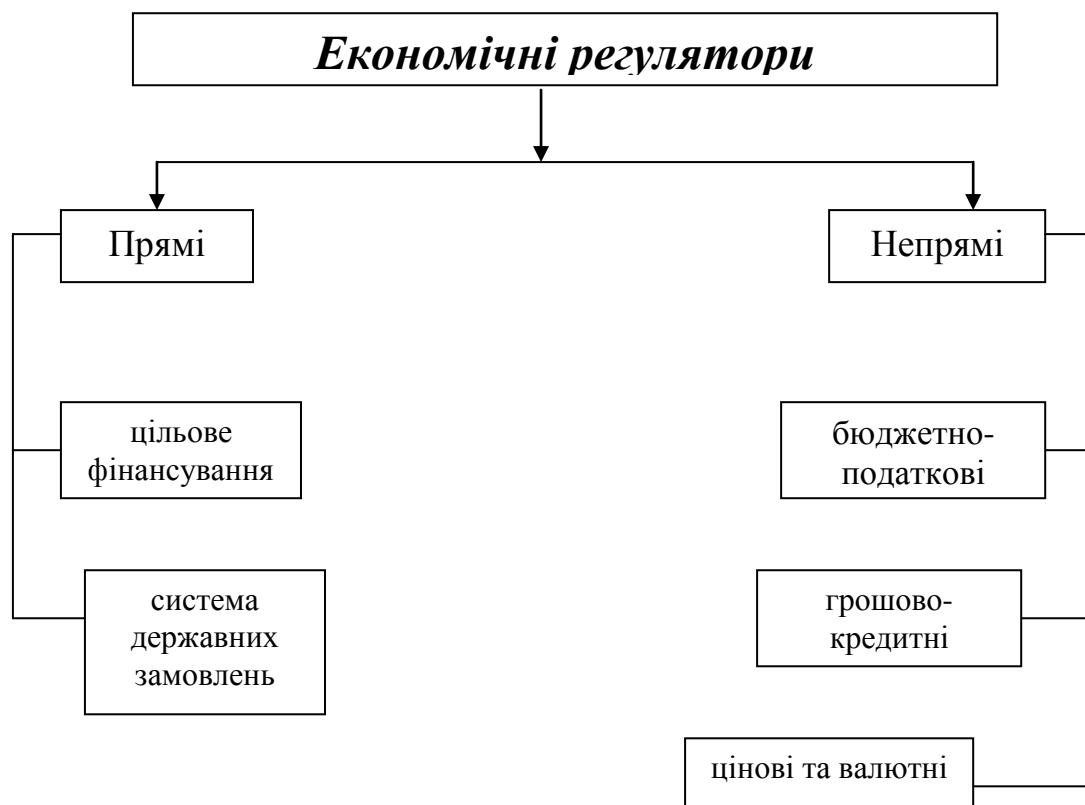 Економічні регулятори
Прямі
Непрямі
цільове
фінансування
бюджетно-
податкові
система
державних
замовлень
грошово-
кредитні
цінові та валютні